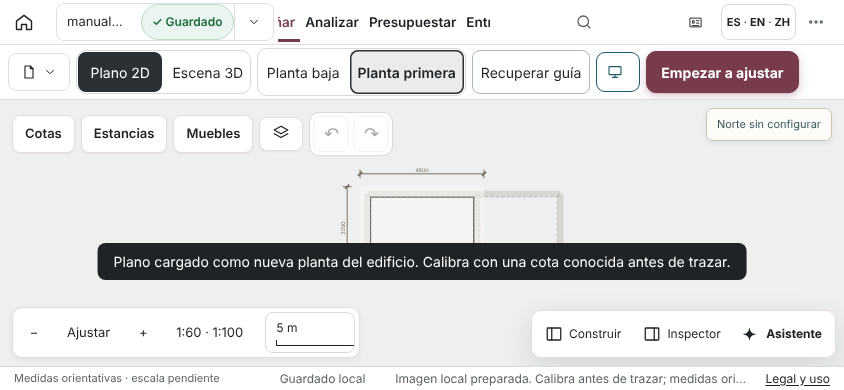 manual...
✓ Guardado
ñar
Analizar
Presupuestar
Entr
ES · EN · ZH
Plano 2D
Escena 3D
Planta baja
Planta primera
Recuperar guía
Empezar a ajustar
Cotas
Estancias
Muebles
Norte sin configurar
4800
Plano cargado como nueva planta del edificio. Calibra con una cota conocida antes de trazar.
−
Ajustar
+
1:60 · 1:100
5 m
Construir
Inspector
Asistente
Medidas orientativas · escala pendiente
Guardado local
Imagen local preparada. Calibra antes de trazar; medidas ori...
Legal y uso